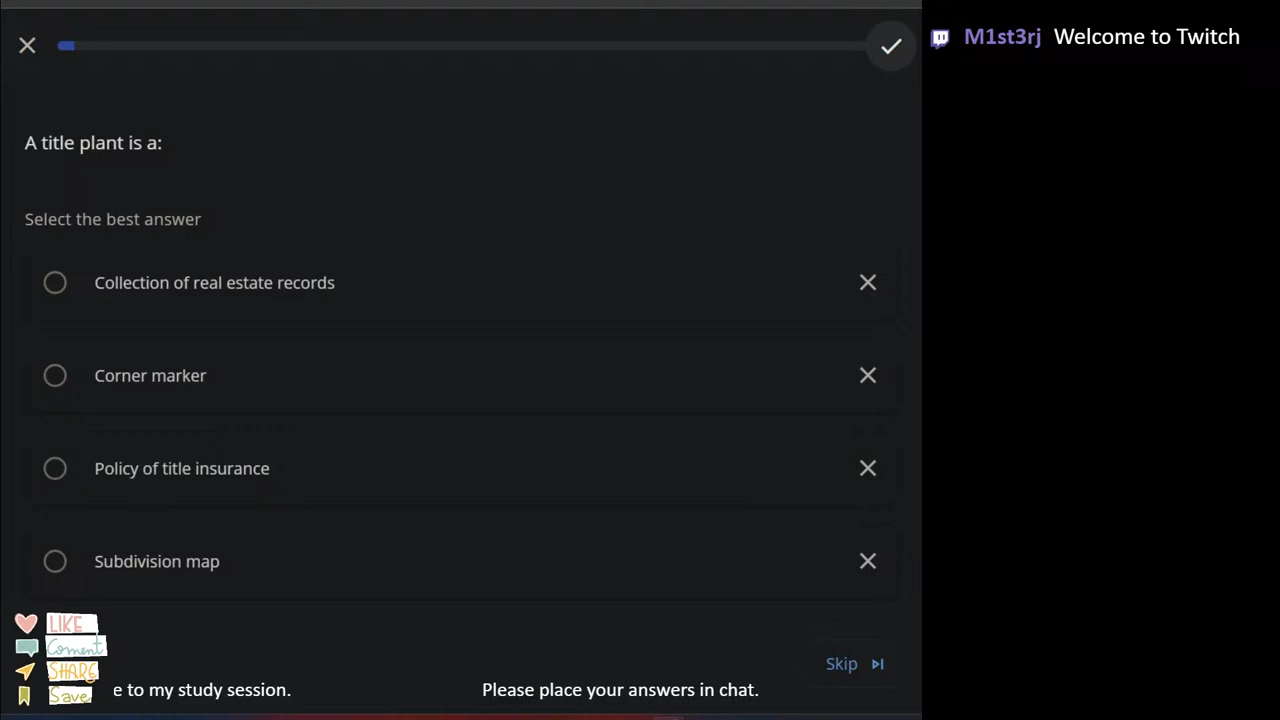 M1st3rj Welcome to Twitch
A title plant is a:
Select the best answer
Collection of real estate records
Corner marker
Policy of title insurance
Subdivision map
Skip
LIKE
Coment
SHARE
Save
e to my study session. Please place your answers in chat.